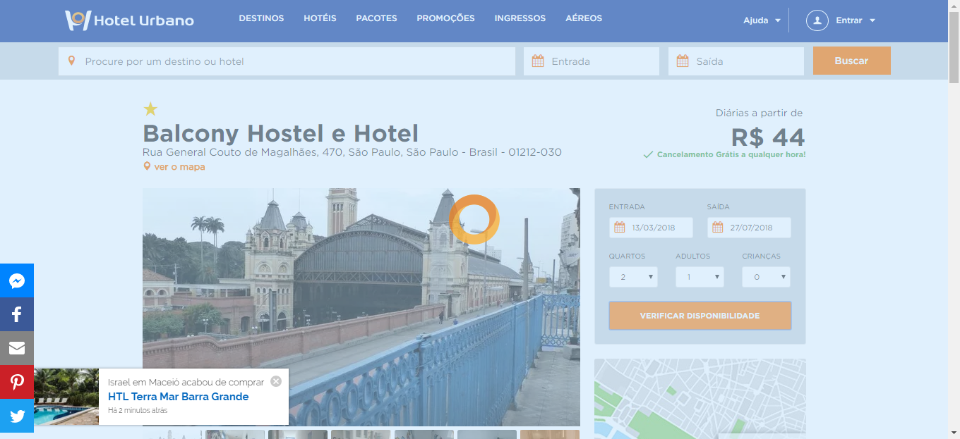 Hotel Urbano
DESTINOS HOTÉIS PACOTES PROMOÇÕES INGRESSOS AÉREOS
Ajuda Entrar
Procure por um destino ou hotel
Entrada
Saída
Buscar
Balcony Hostel e Hotel
Rua General Couto de Magalhães, 470, São Paulo, São Paulo - Brasil - 01212-030
ver o mapa
Diárias a partir de
R$ 44
Cancelamento Grátis a qualquer hora!
ENTRADA SAÍDA
13/03/2018 27/07/2018
QUARTOS ADULTOS CRIANÇAS
2 1 0
VERIFICAR DISPONIBILIDADE
Israel em Maceió acabou de comprar
HTL Terra Mar Barra Grande
Há 2 minutos atrás